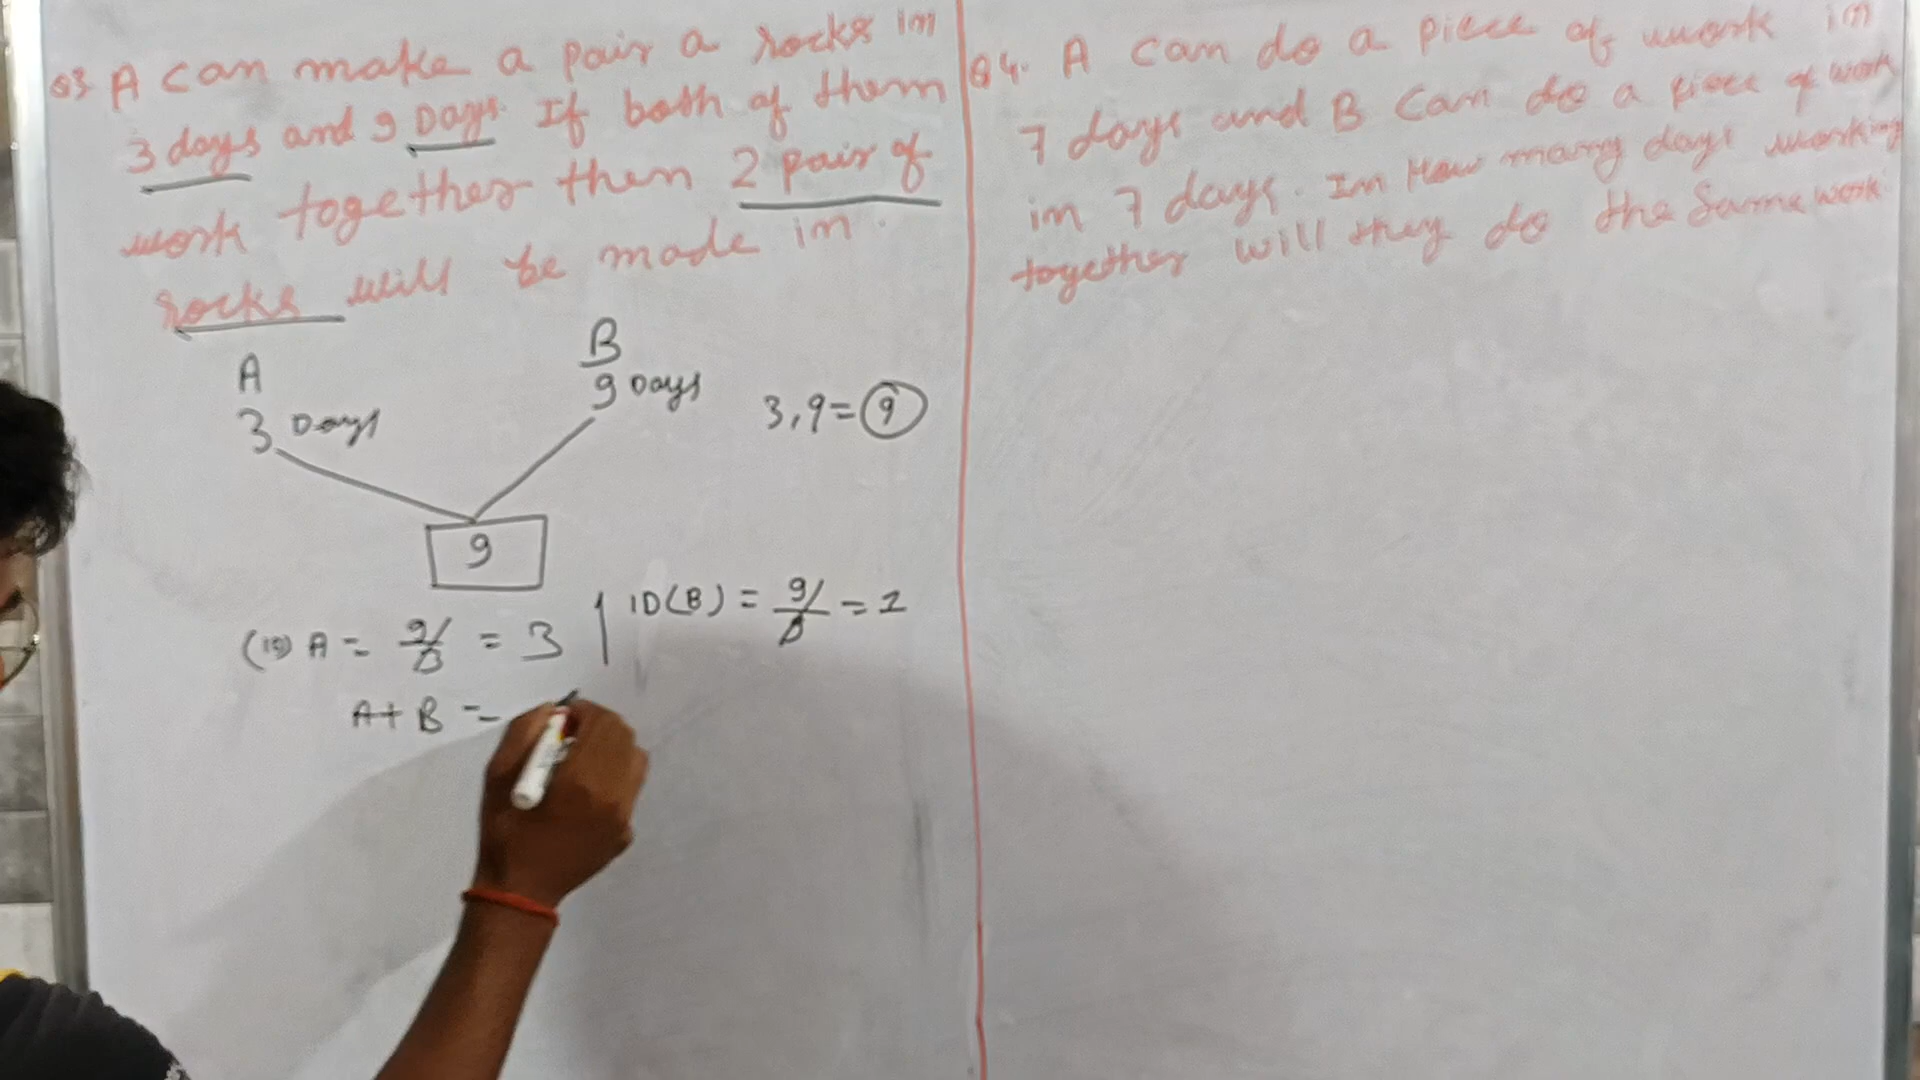 Q3. A can make a pair a socks in
3 days and 9 Days. If both of them
work together then 2 pair of
socks will be made in.
A
3 Days
B
9 Days
3,9=9
9
(1D) A = 9/3 = 3
1D(B) = 9/9 = 1
A+B =
Q4. A can do a piece of work in
7 days and B can do a piece of work
in 7 days. In How many days working
together will they do the Same work